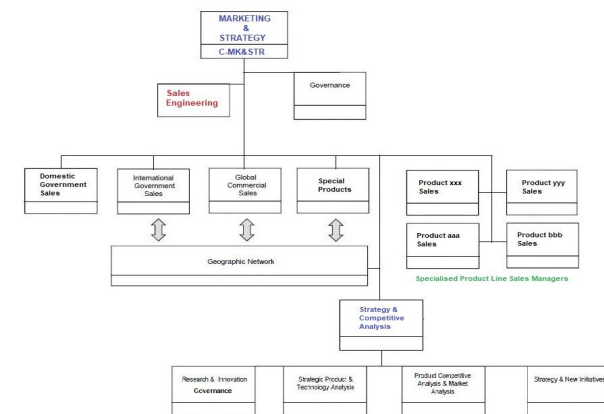 MARKETING
&
STRATEGY
C-MK&STR
Sales
Engineering
Governance
Domestic
Government
Sales
International
Government
Sales
Global
Commercial
Sales
Special
Products
Product xxx
Sales
Product yyy
Sales
Product aaa
Sales
Product bbb
Sales
Geographic Network
Specialised Product Line Sales Managers
Strategy &
Competitive
Analysis
Research & Innovation
Governance
Strategic Product &
Technology Analysis
Product Competitive
Analysis & Market
Analysis
Strategy & New Initiatives